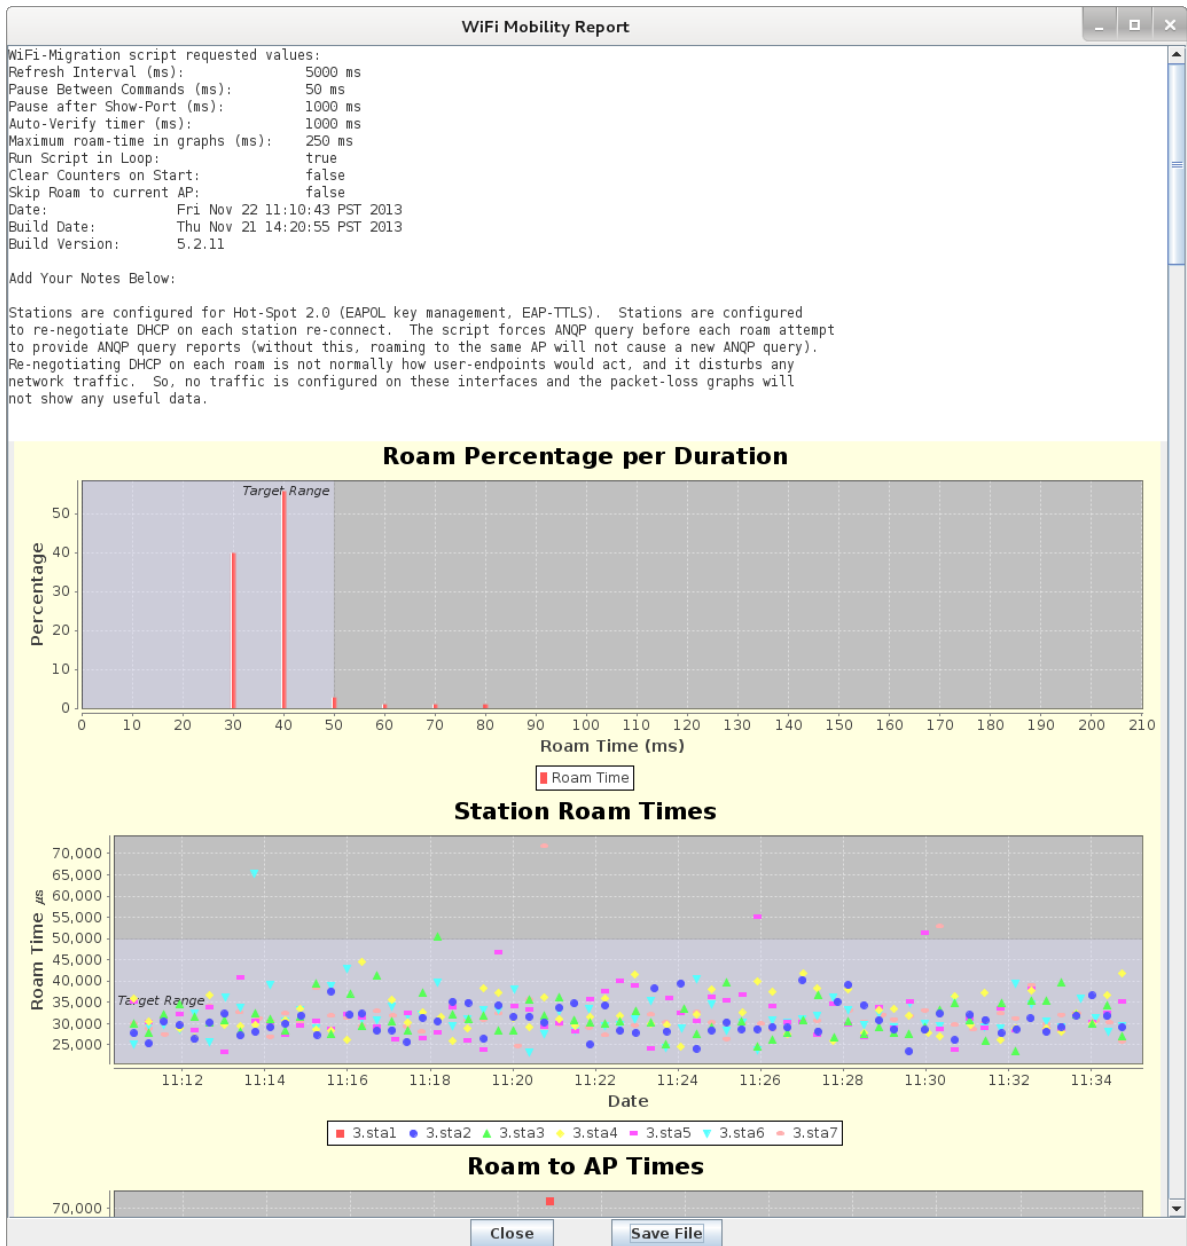 WiFi Mobility Report
WiFi-Migration script requested values:
Refresh Interval (ms): 5000 ms
Pause Between Commands (ms): 50 ms
Pause after Show-Port (ms): 1000 ms
Auto-Verify timer (ms): 1000 ms
Maximum roam-time in graphs (ms): 250 ms
Run Script in Loop: true
Clear Counters on Start: false
Skip Roam to current AP: false
Date: Fri Nov 22 11:10:43 PST 2013
Build Date: Thu Nov 21 14:20:55 PST 2013
Build Version: 5.2.11
Add Your Notes Below:
Stations are configured for Hot-Spot 2.0 (EAPOL key management, EAP-TTLS).  Stations are configured
to re-negotiate DHCP on each station re-connect.  The script forces ANQP query before each roam attempt
to provide ANQP query reports (without this, roaming to the same AP will not cause a new ANQP query).
Re-negotiating DHCP on each roam is not normally how user-endpoints would act, and it disturbs any
network traffic.  So, no traffic is configured on these interfaces and the packet-loss graphs will
not show any useful data.
Roam Percentage per Duration
Target Range
Percentage
50
40
30
20
10
0
0 10 20 30 40 50 60 70 80 90 100 110 120 130 140 150 160 170 180 190 200 210
Roam Time (ms)
Roam Time
Station Roam Times
Roam Time µs
70,000
65,000
60,000
55,000
50,000
45,000
40,000
35,000
30,000
25,000
Target Range
11:12 11:14 11:16 11:18 11:20 11:22 11:24 11:26 11:28 11:30 11:32 11:34
Date
3.sta1 3.sta2 3.sta3 3.sta4 3.sta5 3.sta6 3.sta7
Roam to AP Times
70,000
Close Save File